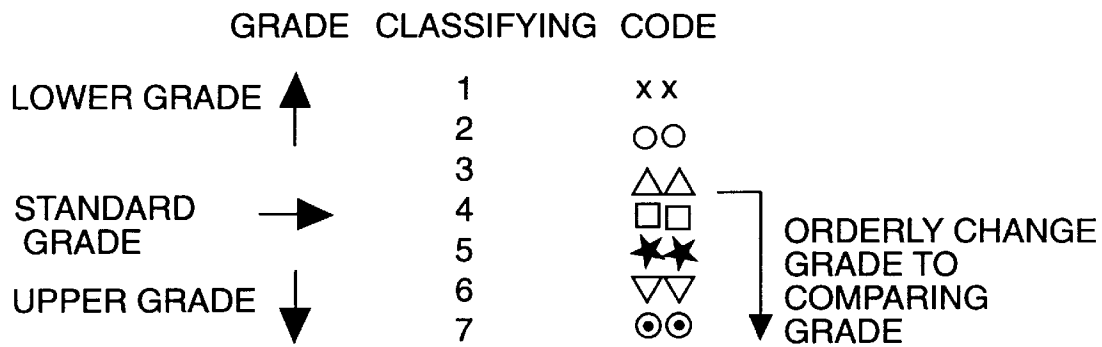 GRADE CLASSIFYING CODE
LOWER GRADE 1 x x
2 ○○
3 △△
STANDARD GRADE 4 □□
5 ★★
UPPER GRADE 6 ▽▽
7 ◉◉
ORDERLY CHANGE
GRADE TO
COMPARING
GRADE